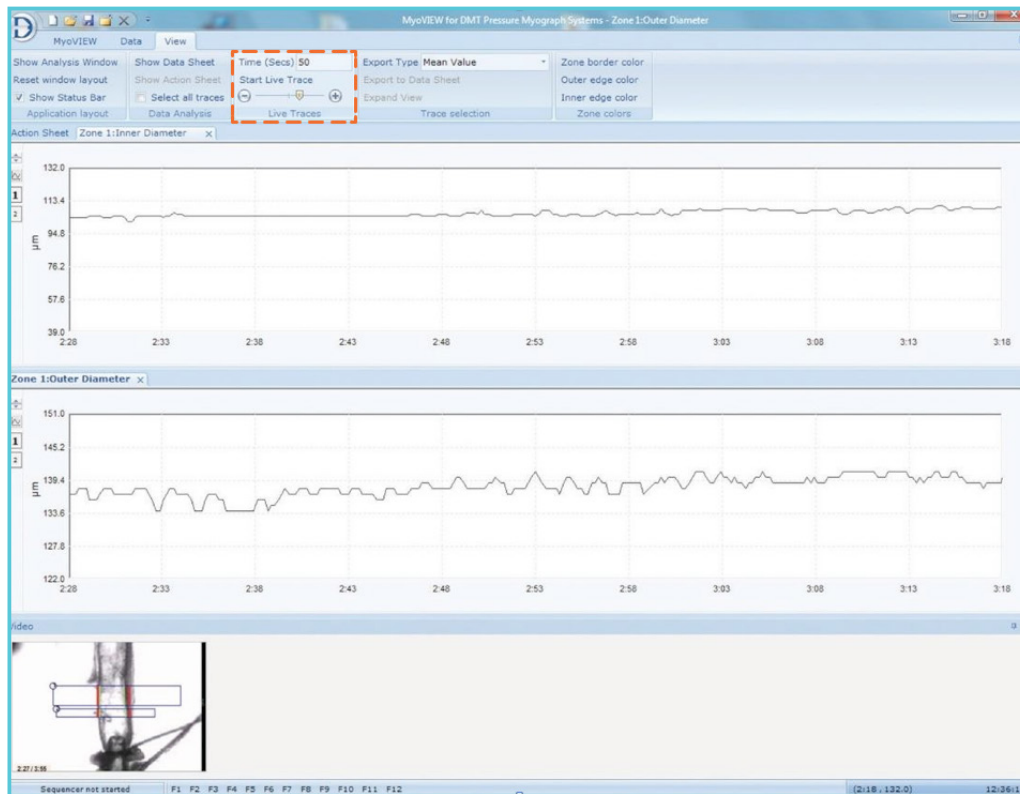 MyoVIEW for DMT Pressure Myograph Systems - Zone 1:Outer Diameter
MyoVIEW Data View
Show Analysis Window Show Data Sheet Time (Secs) 50 Export Type Mean Value Zone border color
Reset window layout Show Action Sheet Start Live Trace Export to Data Sheet Outer edge color
Show Status Bar Select all traces Expand View Inner edge color
Application layout Data Analysis Live Traces Trace selection Zone colors
Action Sheet Zone 1:Inner Diameter x
132.0
113.4
1
2
94.8
µm
76.2
57.6
39.0
2:28 2:33 2:38 2:43 2:48 2:53 2:58 3:03 3:08 3:13 3:18
Zone 1:Outer Diameter x
151.0
145.2
1
2
139.4
µm
133.6
127.8
122.0
2:28 2:33 2:38 2:43 2:48 2:53 2:58 3:03 3:08 3:13 3:18
Video
Sequencer not started F1 F2 F3 F4 F5 F6 F7 F8 F9 F10 F11 F12 (2:18 , 132.0) 12:36:1